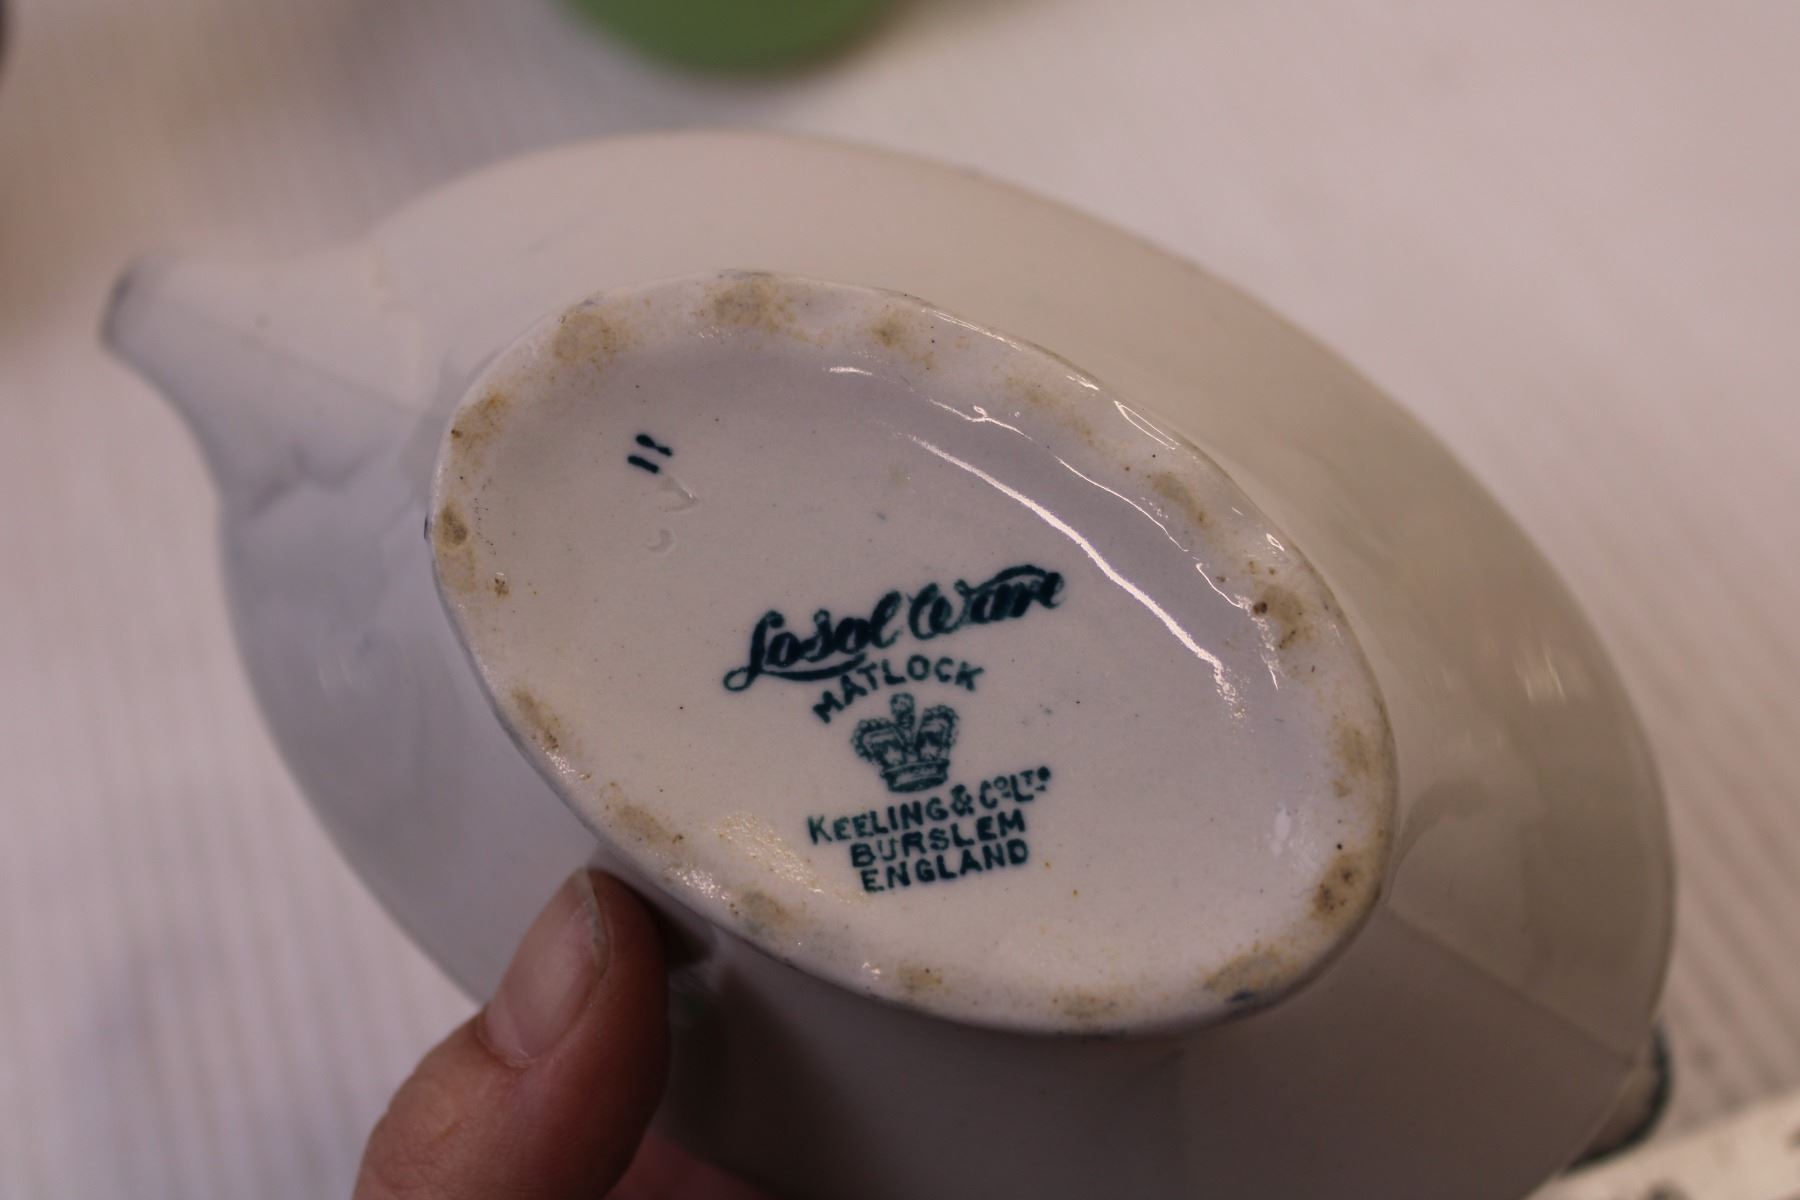 "
Losol Ware
MATLOCK
KEELING & Co LTD
BURSLEM
ENGLAND